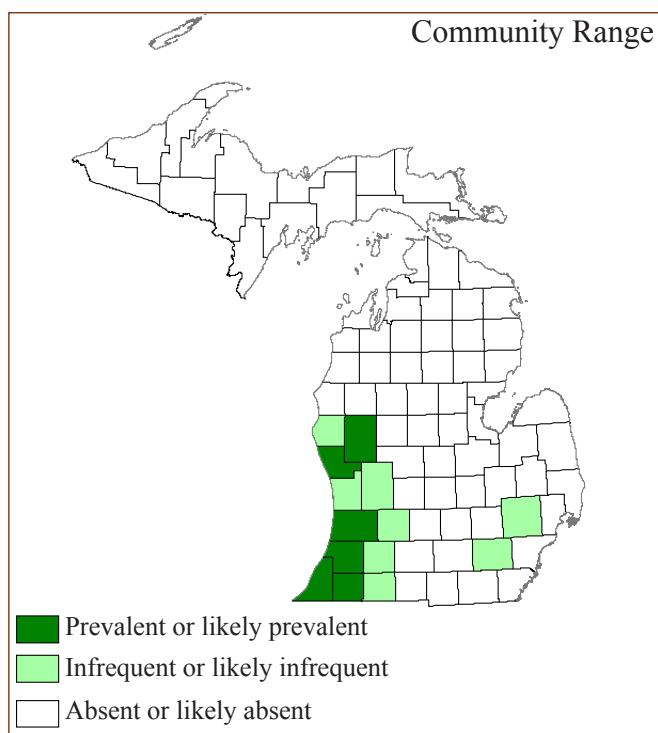 Community Range
Prevalent or likely prevalent
Infrequent or likely infrequent
Absent or likely absent